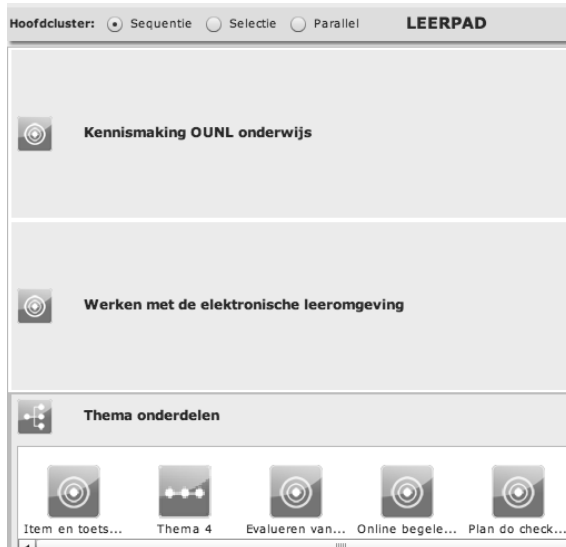 Hoofdcluster: Sequentie Selectie Parallel LEERPAD
Kennismaking OUNL onderwijs
Werken met de elektronische leeromgeving
Thema onderdelen
Item en toets... Thema 4 Evalueren van... Online begele... Plan do check...